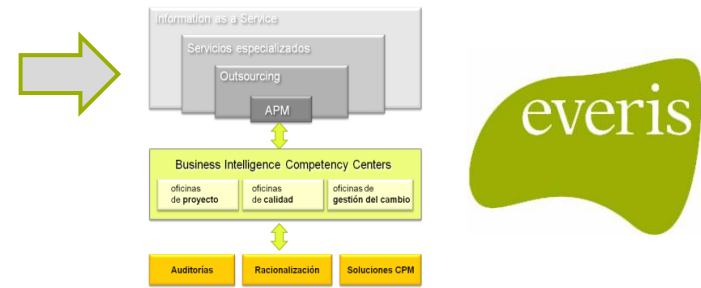 Information as a Service
Servicios especializados
Outsourcing
APM
Business Intelligence Competency Centers
oficinas
de proyecto
oficinas
de calidad
oficinas de
gestión del cambio
Auditorías
Racionalización
Soluciones CPM
everis